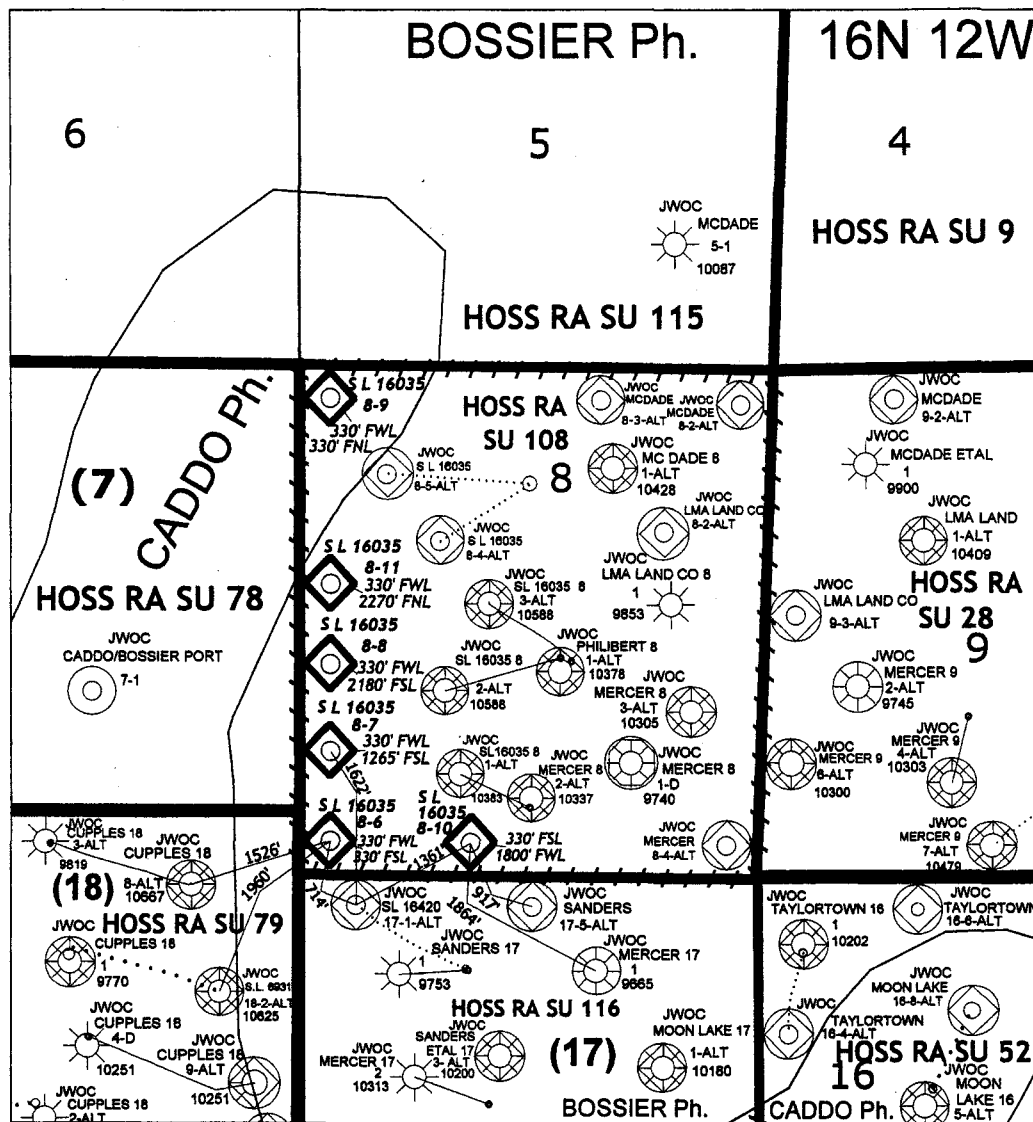 BOSSIER Ph.
16N 12W
6
5
4
JWOC
MCDADE
5-1
10087
HOSS RA SU 9
HOSS RA SU 115
CADDO Ph.
(7)
HOSS RA SU 78
JWOC
CADDO/BOSSIER PORT
7-1
S L 16035
8-9
330' FWL
330' FNL
HOSS RA
SU 108
8
JWOC
MCDADE
8-3-ALT
JWOC
MCDADE
8-2-ALT
JWOC
S L 16035
8-5-ALT
JWOC
MC DADE 8
1-ALT
10428
JWOC
S L 16035
8-4-ALT
JWOC
LMA LAND CO
8-2-ALT
S L 16035
8-11
330' FWL
2270' FNL
JWOC
SL 16035 8
3-ALT
10588
JWOC
LMA LAND CO 8
1
9853
S L 16035
8-8
330' FWL
2180' FSL
JWOC
SL 16035 8
2-ALT
10586
JWOC
PHILIBERT 8
1-ALT
10378
JWOC
MERCER 8
3-ALT
10305
S L 16035
8-7
330' FWL
1265' FSL
1622'
JWOC
SL16035 8
1-ALT
10383
JWOC
MERCER 8
2-ALT
10337
JWOC
MERCER 8
1-D
9740
S L 16035
8-6
330' FWL
330' FSL
S L
16035
8-10
330' FSL
1800' FWL
1361'
JWOC
MERCER
8-4-ALT
JWOC
MCDADE
9-2-ALT
JWOC
MCDADE ETAL
1
9900
JWOC
LMA LAND
1-ALT
10409
HOSS RA
SU 28
9
JWOC
LMA LAND CO
9-3-ALT
JWOC
MERCER 9
2-ALT
9745
JWOC
MERCER 9
4-ALT
10303
JWOC
MERCER 9
6-ALT
10300
JWOC
MERCER 9
7-ALT
10479
JWOC
CUPPLES 18
3-ALT
9819
JWOC
CUPPLES 18
8-ALT
10667
1526'
1960'
(18)
HOSS RA SU 79
JWOC
CUPPLES 18
1
9770
JWOC
S.L. 6931
18-2-ALT
10625
JWOC
CUPPLES 18
4-D
10251
JWOC
CUPPLES 18
9-ALT
10251
JWOC
CUPPLES 18
2-ALT
714'
JWOC
SL 16420
17-1-ALT
917'
1864'
JWOC
SANDERS
17-5-ALT
JWOC
SANDERS 17
1
9753
JWOC
MERCER 17
1
9665
HOSS RA SU 116
JWOC
SANDERS
ETAL 17
3- ALT
10200
JWOC
MERCER 17
2
10313
(17)
JWOC
MOON LAKE 17
1-ALT
10180
BOSSIER Ph.
JWOC
TAYLORTOWN 16
1
10202
JWOC
TAYLORTOWN
16-6-ALT
JWOC
TAYLORTOWN
16-4-ALT
JWOC
MOON LAKE
16-8-ALT
HOSS RA SU 52
16
JWOC
MOON
LAKE 16
5-ALT
CADDO Ph.